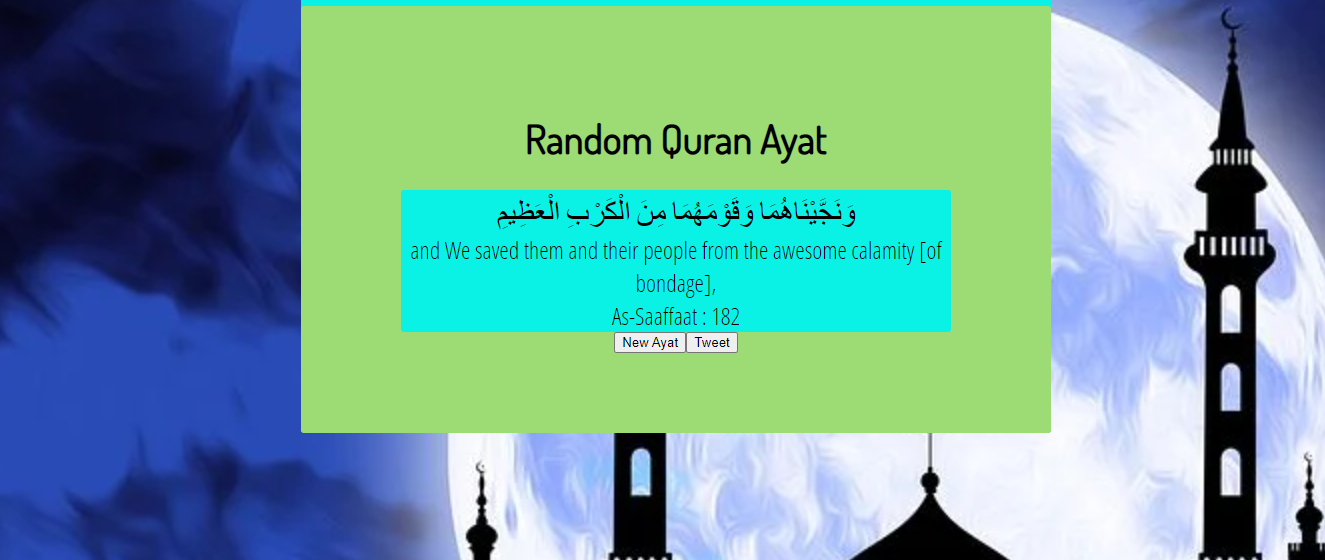 Random Quran Ayat
وَنَجَّيْنَاهُمَا وَقَوْمَهُمَا مِنَ الْكَرْبِ الْعَظِيمِ
and We saved them and their people from the awesome calamity [of
bondage],
As-Saaffaat : 182
New Ayat Tweet